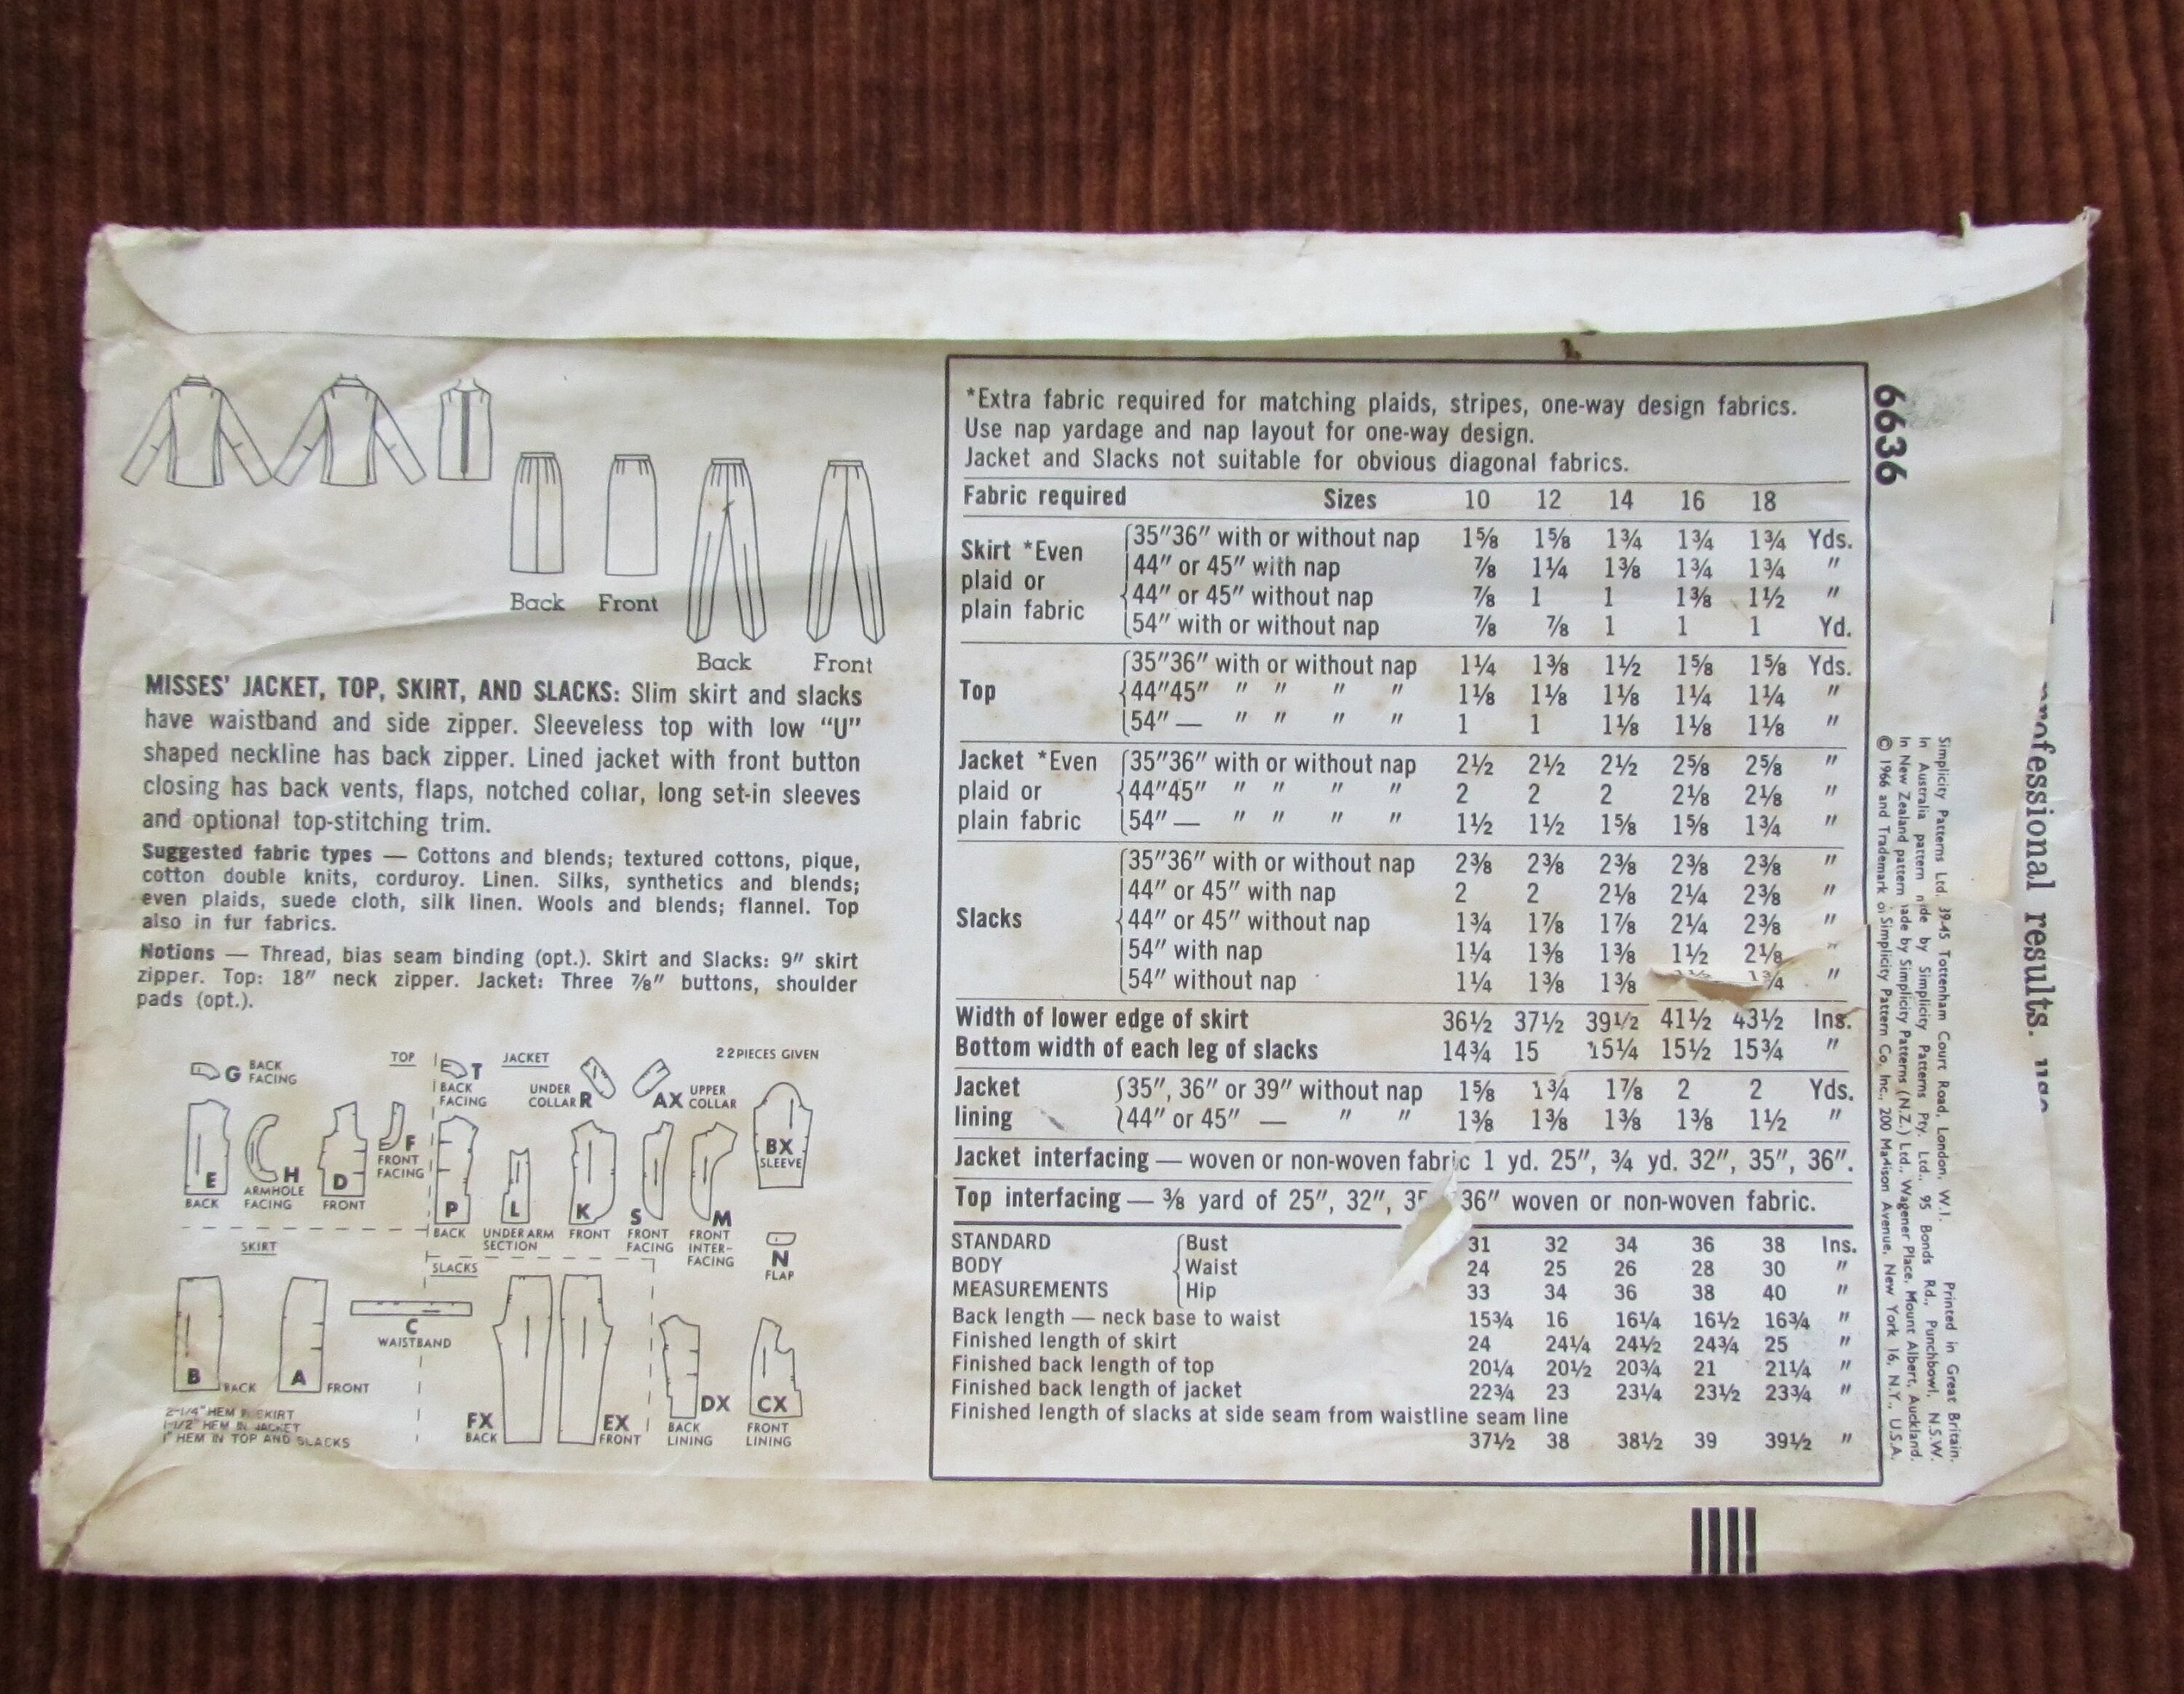 Back Front
Back Front
MISSES' JACKET, TOP, SKIRT, AND SLACKS: Slim skirt and slacks
have waistband and side zipper. Sleeveless top with low “U”
shaped neckline has back zipper. Lined jacket with front button
closing has back vents, flaps, notched collar, long set-in sleeves
and optional top-stitching trim.
Suggested fabric types — Cottons and blends; textured cottons, pique,
cotton double knits, corduroy. Linen. Silks, synthetics and blends;
even plaids, suede cloth, silk linen. Wools and blends; flannel. Top
also in fur fabrics.
Notions — Thread, bias seam binding (opt.). Skirt and Slacks: 9″ skirt
zipper. Top: 18″ neck zipper. Jacket: Three ⅞″ buttons, shoulder
pads (opt.).
TOP
JACKET
22 PIECES GIVEN
G BACK
FACING
T
BACK
FACING
UNDER
COLLAR R
AX UPPER
COLLAR
E
BACK
H
ARMHOLE
FACING
D
FRONT
F
FRONT
FACING
P
BACK
L
UNDER ARM
SECTION
K
FRONT
S
FRONT
FACING
M
FRONT
INTER-
FACING
BX
SLEEVE
N
FLAP
SKIRT
SLACKS
B
BACK
A
FRONT
C
WAISTBAND
FX
BACK
EX
FRONT
DX
BACK
LINING
CX
FRONT
LINING
2-1/4" HEM IN SKIRT
1-1/2" HEM IN JACKET
1" HEM IN TOP AND SLACKS
*Extra fabric required for matching plaids, stripes, one-way design fabrics.
Use nap yardage and nap layout for one-way design.
Jacket and Slacks not suitable for obvious diagonal fabrics.
Fabric required Sizes 10 12 14 16 18
Skirt *Even
plaid or
plain fabric
35″36″ with or without nap 1⅝ 1⅝ 1¾ 1¾ 1¾ Yds.
44″ or 45″ with nap ⅞ 1¼ 1⅜ 1¾ 1¾ ″
44″ or 45″ without nap ⅞ 1 1 1⅜ 1½ ″
54″ with or without nap ⅞ ⅞ 1 1 1 Yd.
Top
35″36″ with or without nap 1¼ 1⅜ 1½ 1⅝ 1⅝ Yds.
44″45″ ″ ″ ″ ″ 1⅛ 1⅛ 1⅛ 1¼ 1¼ ″
54″ — ″ ″ ″ ″ 1 1 1⅛ 1⅛ 1⅛ ″
Jacket *Even
plaid or
plain fabric
35″36″ with or without nap 2½ 2½ 2½ 2⅝ 2⅝ ″
44″45″ ″ ″ ″ ″ 2 2 2 2⅛ 2⅛ ″
54″ — ″ ″ ″ ″ 1½ 1½ 1⅝ 1⅝ 1¾ ″
Slacks
35″36″ with or without nap 2⅜ 2⅜ 2⅜ 2⅜ 2⅜ ″
44″ or 45″ with nap 2 2 2⅛ 2¼ 2⅜ ″
44″ or 45″ without nap 1¾ 1⅞ 1⅞ 2¼ 2⅜ ″
54″ with nap 1¼ 1⅜ 1⅜ 1½ 2⅛ ″
54″ without nap 1¼ 1⅜ 1⅜ 1¾ ″
Width of lower edge of skirt 36½ 37½ 39½ 41½ 43½ Ins.
Bottom width of each leg of slacks 14¾ 15 15¼ 15½ 15¾ ″
Jacket
lining
35″, 36″ or 39″ without nap 1⅝ 1¾ 1⅞ 2 2 Yds.
44″ or 45″ — ″ ″ 1⅜ 1⅜ 1⅜ 1⅜ 1½ ″
Jacket interfacing — woven or non-woven fabric 1 yd. 25″, ¾ yd. 32″, 35″, 36″.
Top interfacing — ⅜ yard of 25″, 32″, 36″ woven or non-woven fabric.
STANDARD
BODY
MEASUREMENTS
Bust 31 32 34 36 38 Ins.
Waist 24 25 26 28 30 ″
Hip 33 34 36 38 40 ″
Back length — neck base to waist 15¾ 16 16¼ 16½ 16¾ ″
Finished length of skirt 24 24¼ 24½ 24¾ 25 ″
Finished back length of top 20¼ 20½ 20¾ 21 21¼ ″
Finished back length of jacket 22¾ 23 23¼ 23½ 23¾ ″
Finished length of slacks at side seam from waistline seam line
37½ 38 38½ 39 39½ ″
6636
Simplicity Patterns Ltd. 39-45 Tottenham Court Road, London, W.1. Printed in Great Britain.
In Australia pattern by Simplicity Patterns Pty. Ltd., 95 Bonds Rd., Punchbowl, N.S.W.
In New Zealand pattern made by Simplicity Patterns (N.Z.) Ltd., Wagener Place, Mount Albert, Auckland.
© 1966 and Trademark of Simplicity Pattern Co. Inc., 200 Madison Avenue, New York 16, N.Y., U.S.A.
professional results.